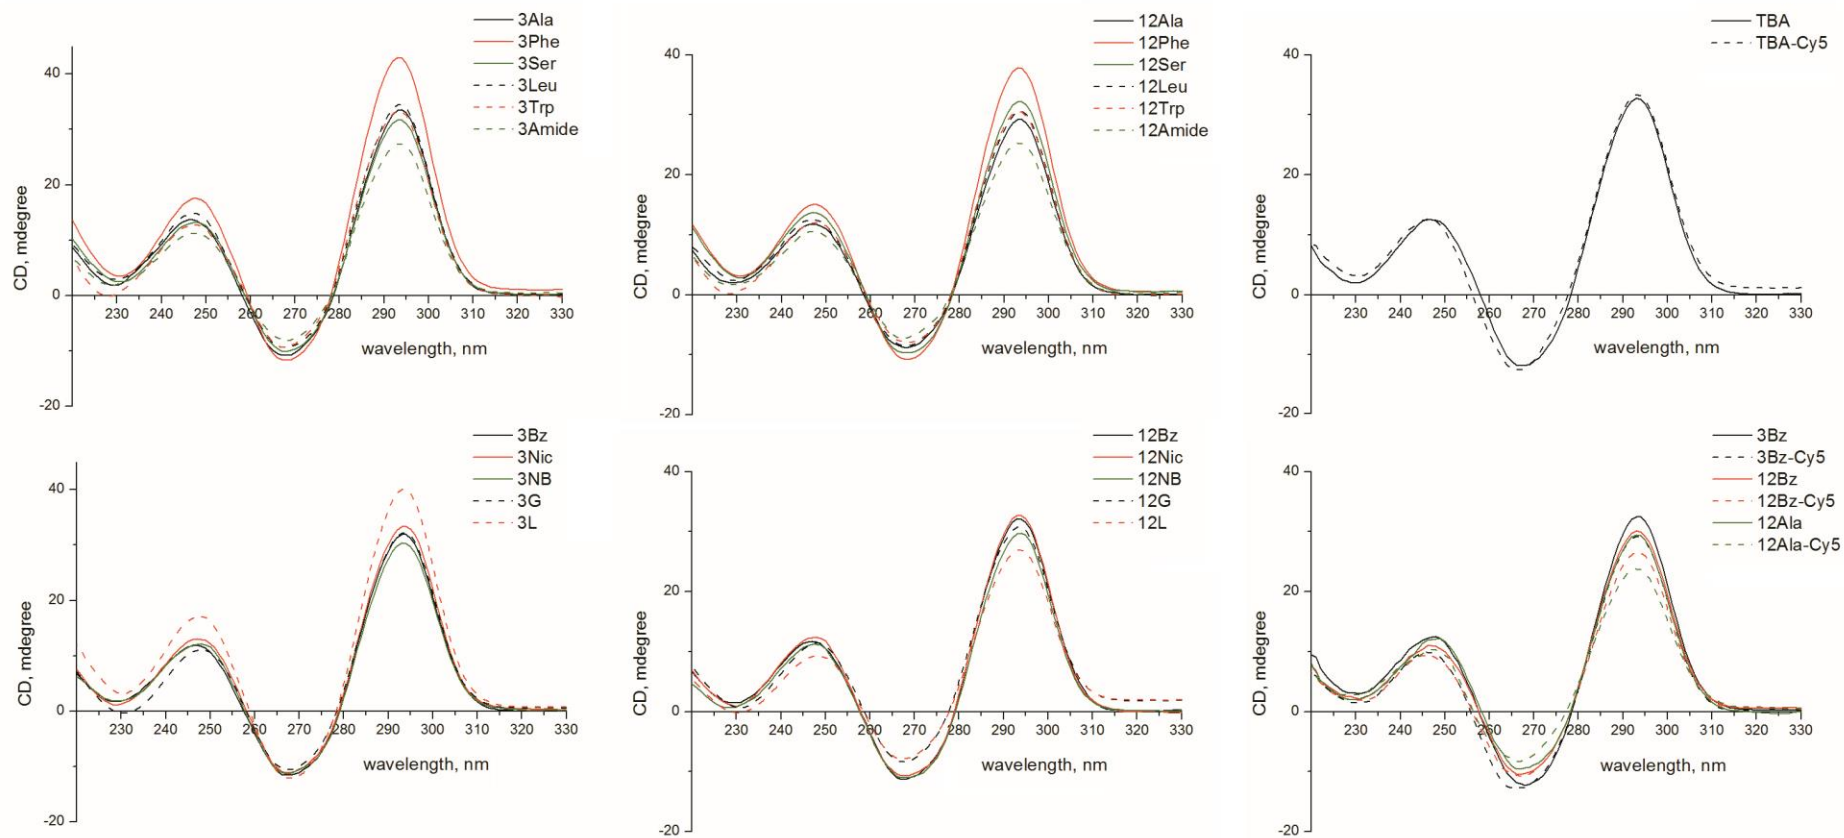 3Ala
3Phe
3Ser
3Leu
3Trp
3Amide
40
20
0
-20
CD, mdegree
230 240 250 260 270 280 290 300 310 320 330
wavelength, nm
12Ala
12Phe
12Ser
12Leu
12Trp
12Amide
40
20
0
-20
CD, mdegree
230 240 250 260 270 280 290 300 310 320 330
wavelength, nm
TBA
TBA-Cy5
40
20
0
-20
CD, mdegree
230 240 250 260 270 280 290 300 310 320 330
wavelength, nm
3Bz
3Nic
3NB
3G
3L
40
20
0
-20
CD, mdegree
230 240 250 260 270 280 290 300 310 320 330
wavelength, nm
12Bz
12Nic
12NB
12G
12L
40
20
0
-20
CD, mdegree
230 240 250 260 270 280 290 300 310 320 330
wavelength, nm
3Bz
3Bz-Cy5
12Bz
12Bz-Cy5
12Ala
12Ala-Cy5
40
20
0
-20
CD, mdegree
230 240 250 260 270 280 290 300 310 320 330
wavelength, nm